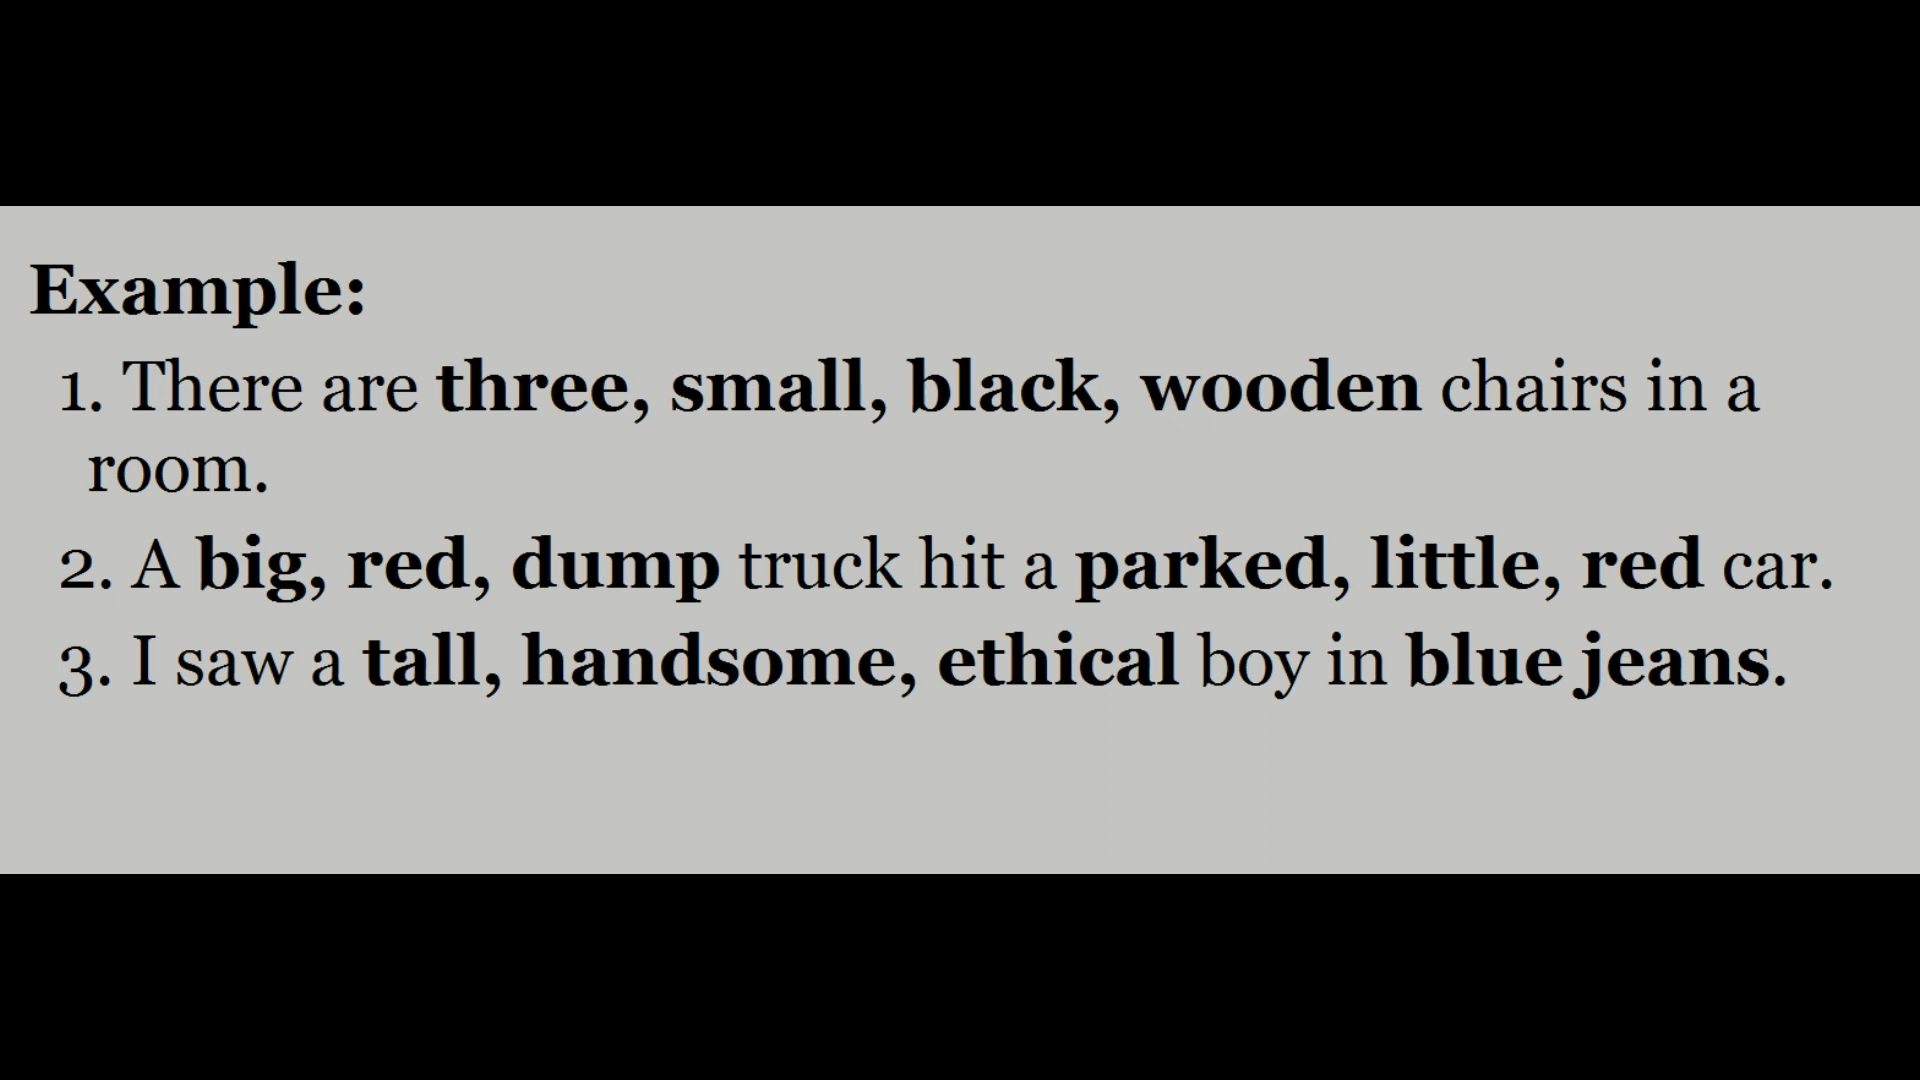 Example:
1. There are three, small, black, wooden chairs in a
room.
2. A big, red, dump truck hit a parked, little, red car.
3. I saw a tall, handsome, ethical boy in blue jeans.